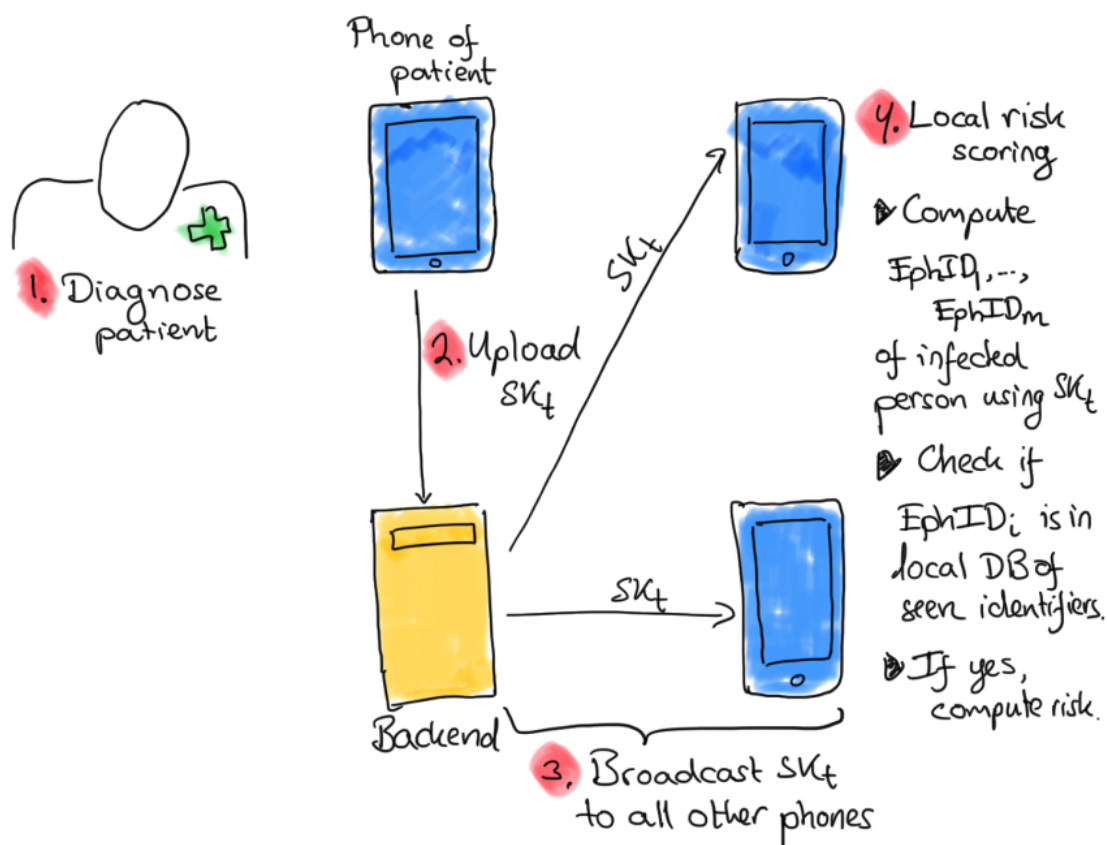 Phone of
patient
1. Diagnose
patient
2. Upload
SKt
SKt
SKt
Backend
3. Broadcast SKt
to all other phones
4. Local risk
scoring
Compute
EphID1,...,
EphIDm
of infected
person using SKt
Check if
EphIDi is in
local DB of
seen identifiers.
If yes,
compute risk.